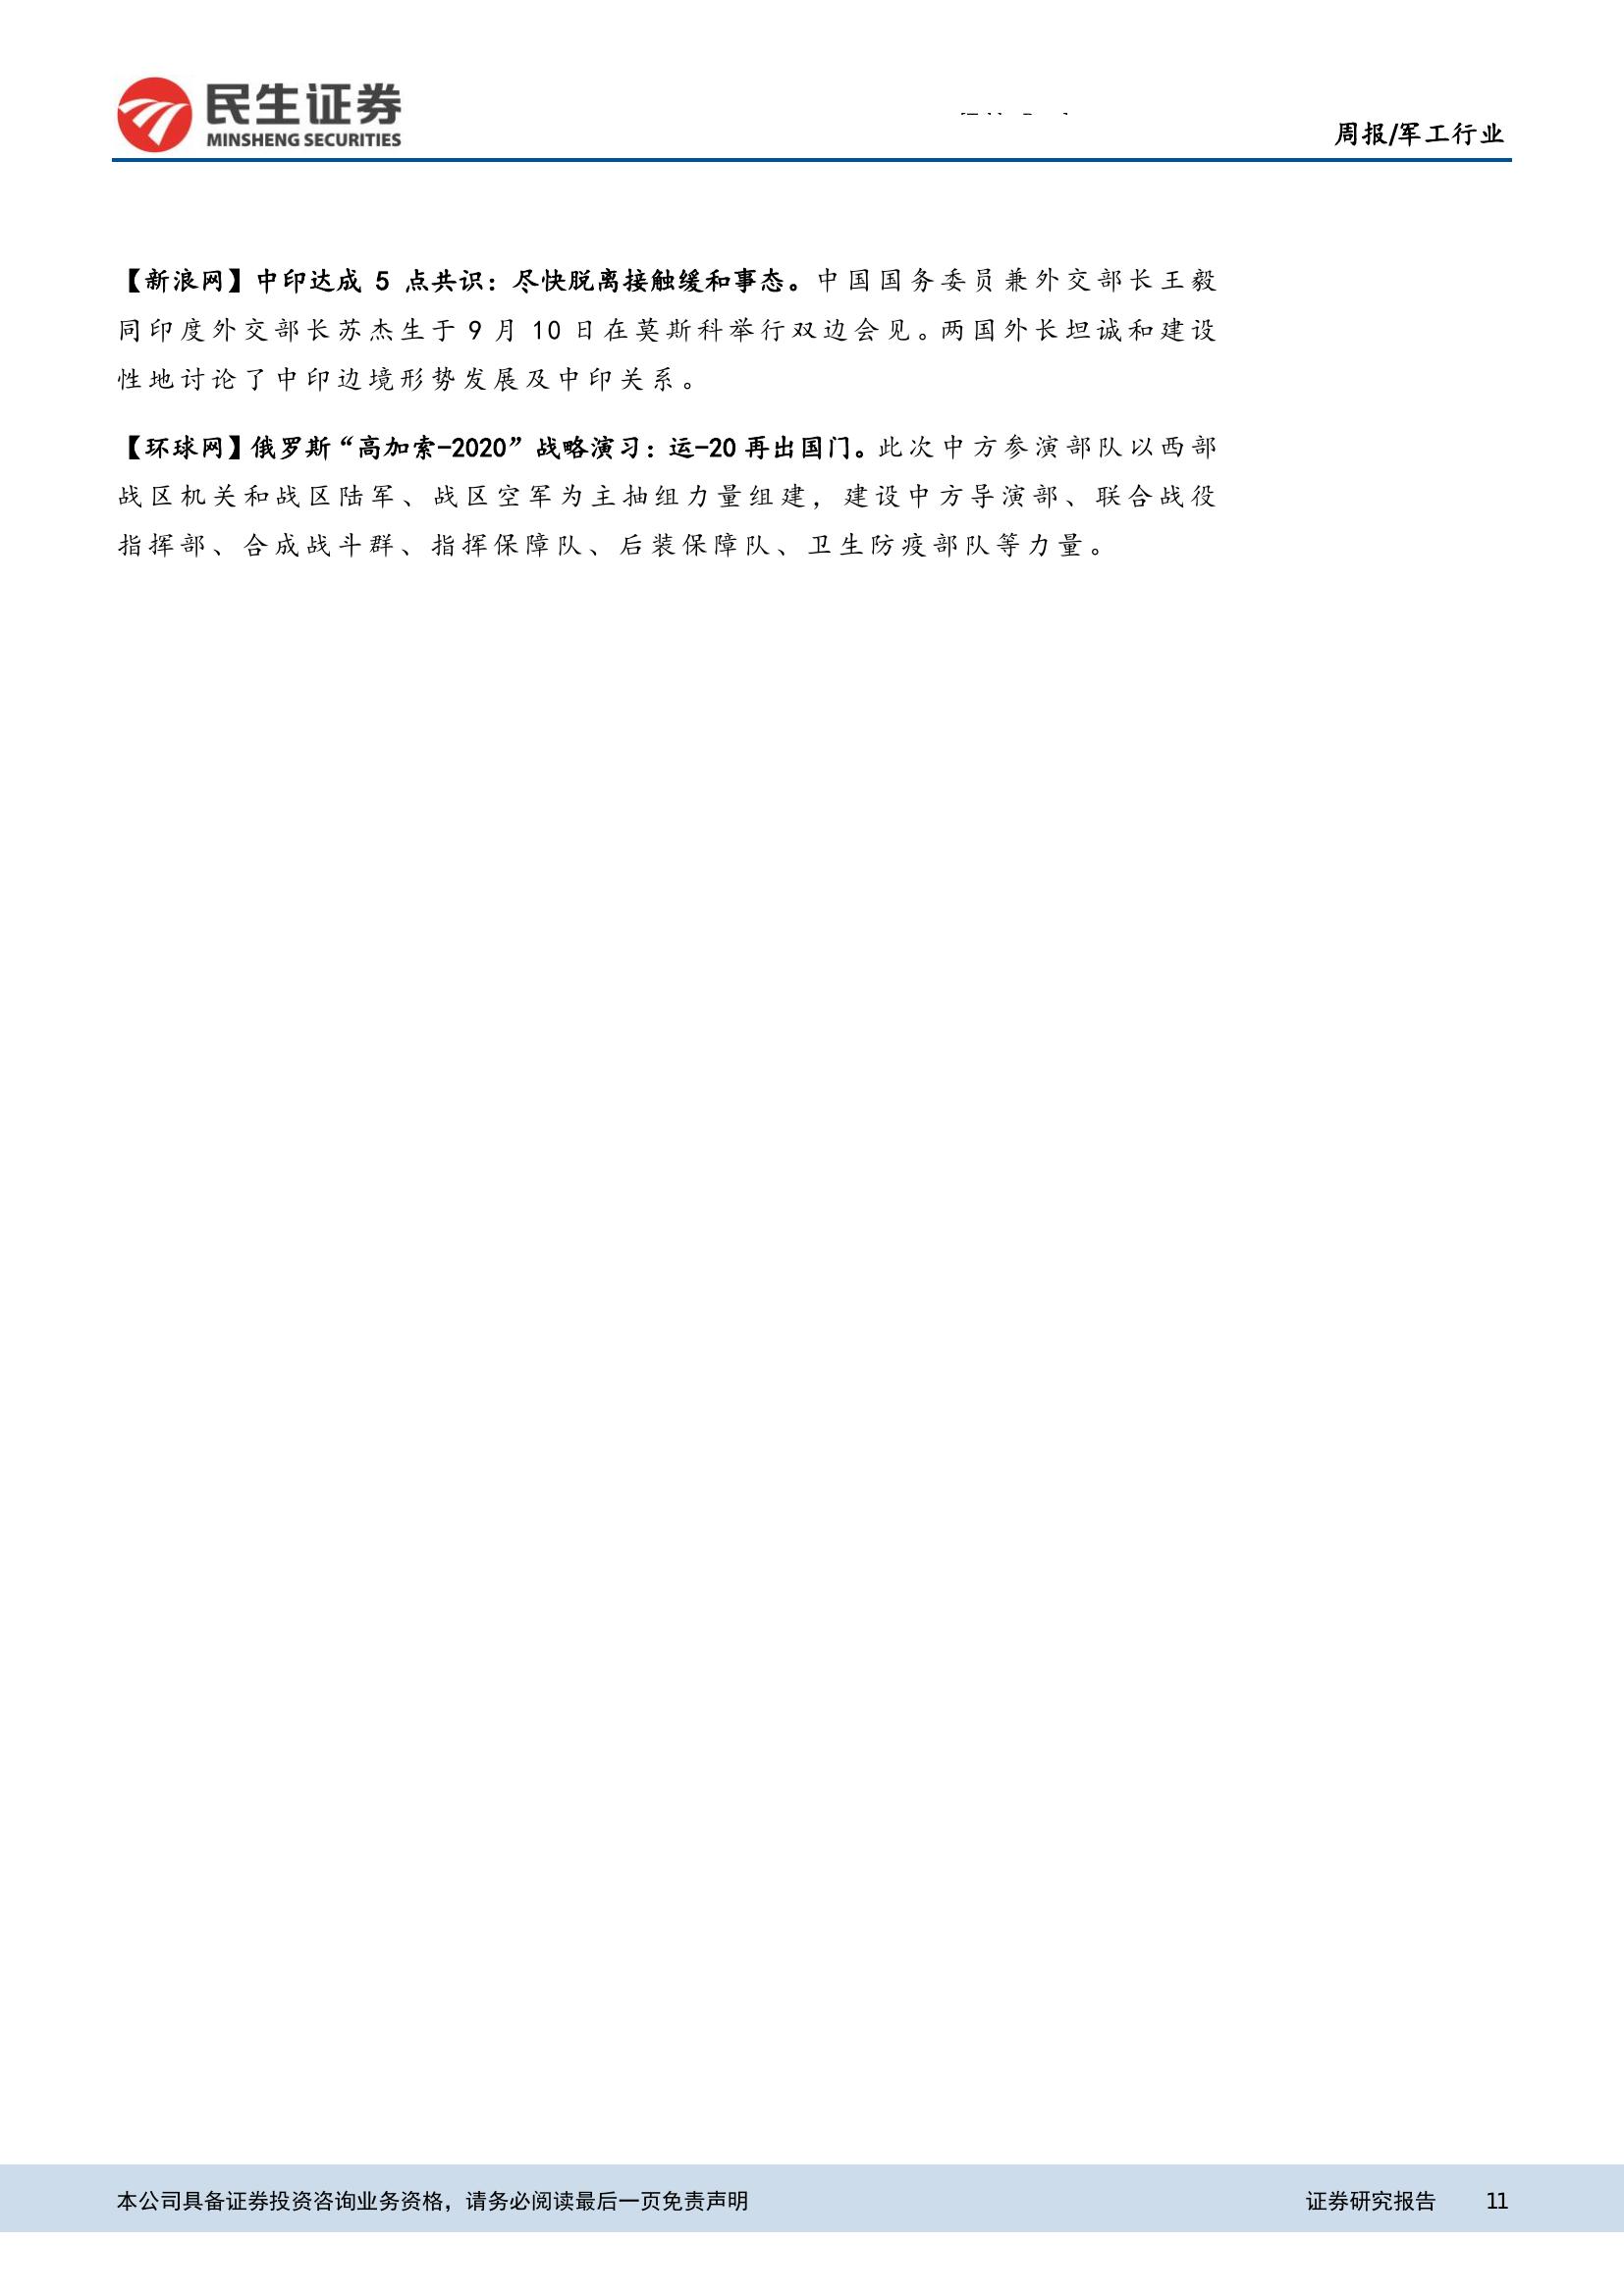 民生证券
MINSHENG SECURITIES
周报/军工行业
【新浪网】中印达成 5 点共识：尽快脱离接触缓和事态。中国国务委员兼外交部长王毅
同印度外交部长苏杰生于 9 月 10 日在莫斯科举行双边会见。两国外长坦诚和建设
性地讨论了中印边境形势发展及中印关系。
【环球网】俄罗斯“高加索-2020”战略演习：运-20 再出国门。此次中方参演部队以西部
战区机关和战区陆军、战区空军为主抽组力量组建，建设中方导演部、联合战役
指挥部、合成战斗群、指挥保障队、后装保障队、卫生防疫部队等力量。
本公司具备证券投资咨询业务资格，请务必阅读最后一页免责声明
证券研究报告 11